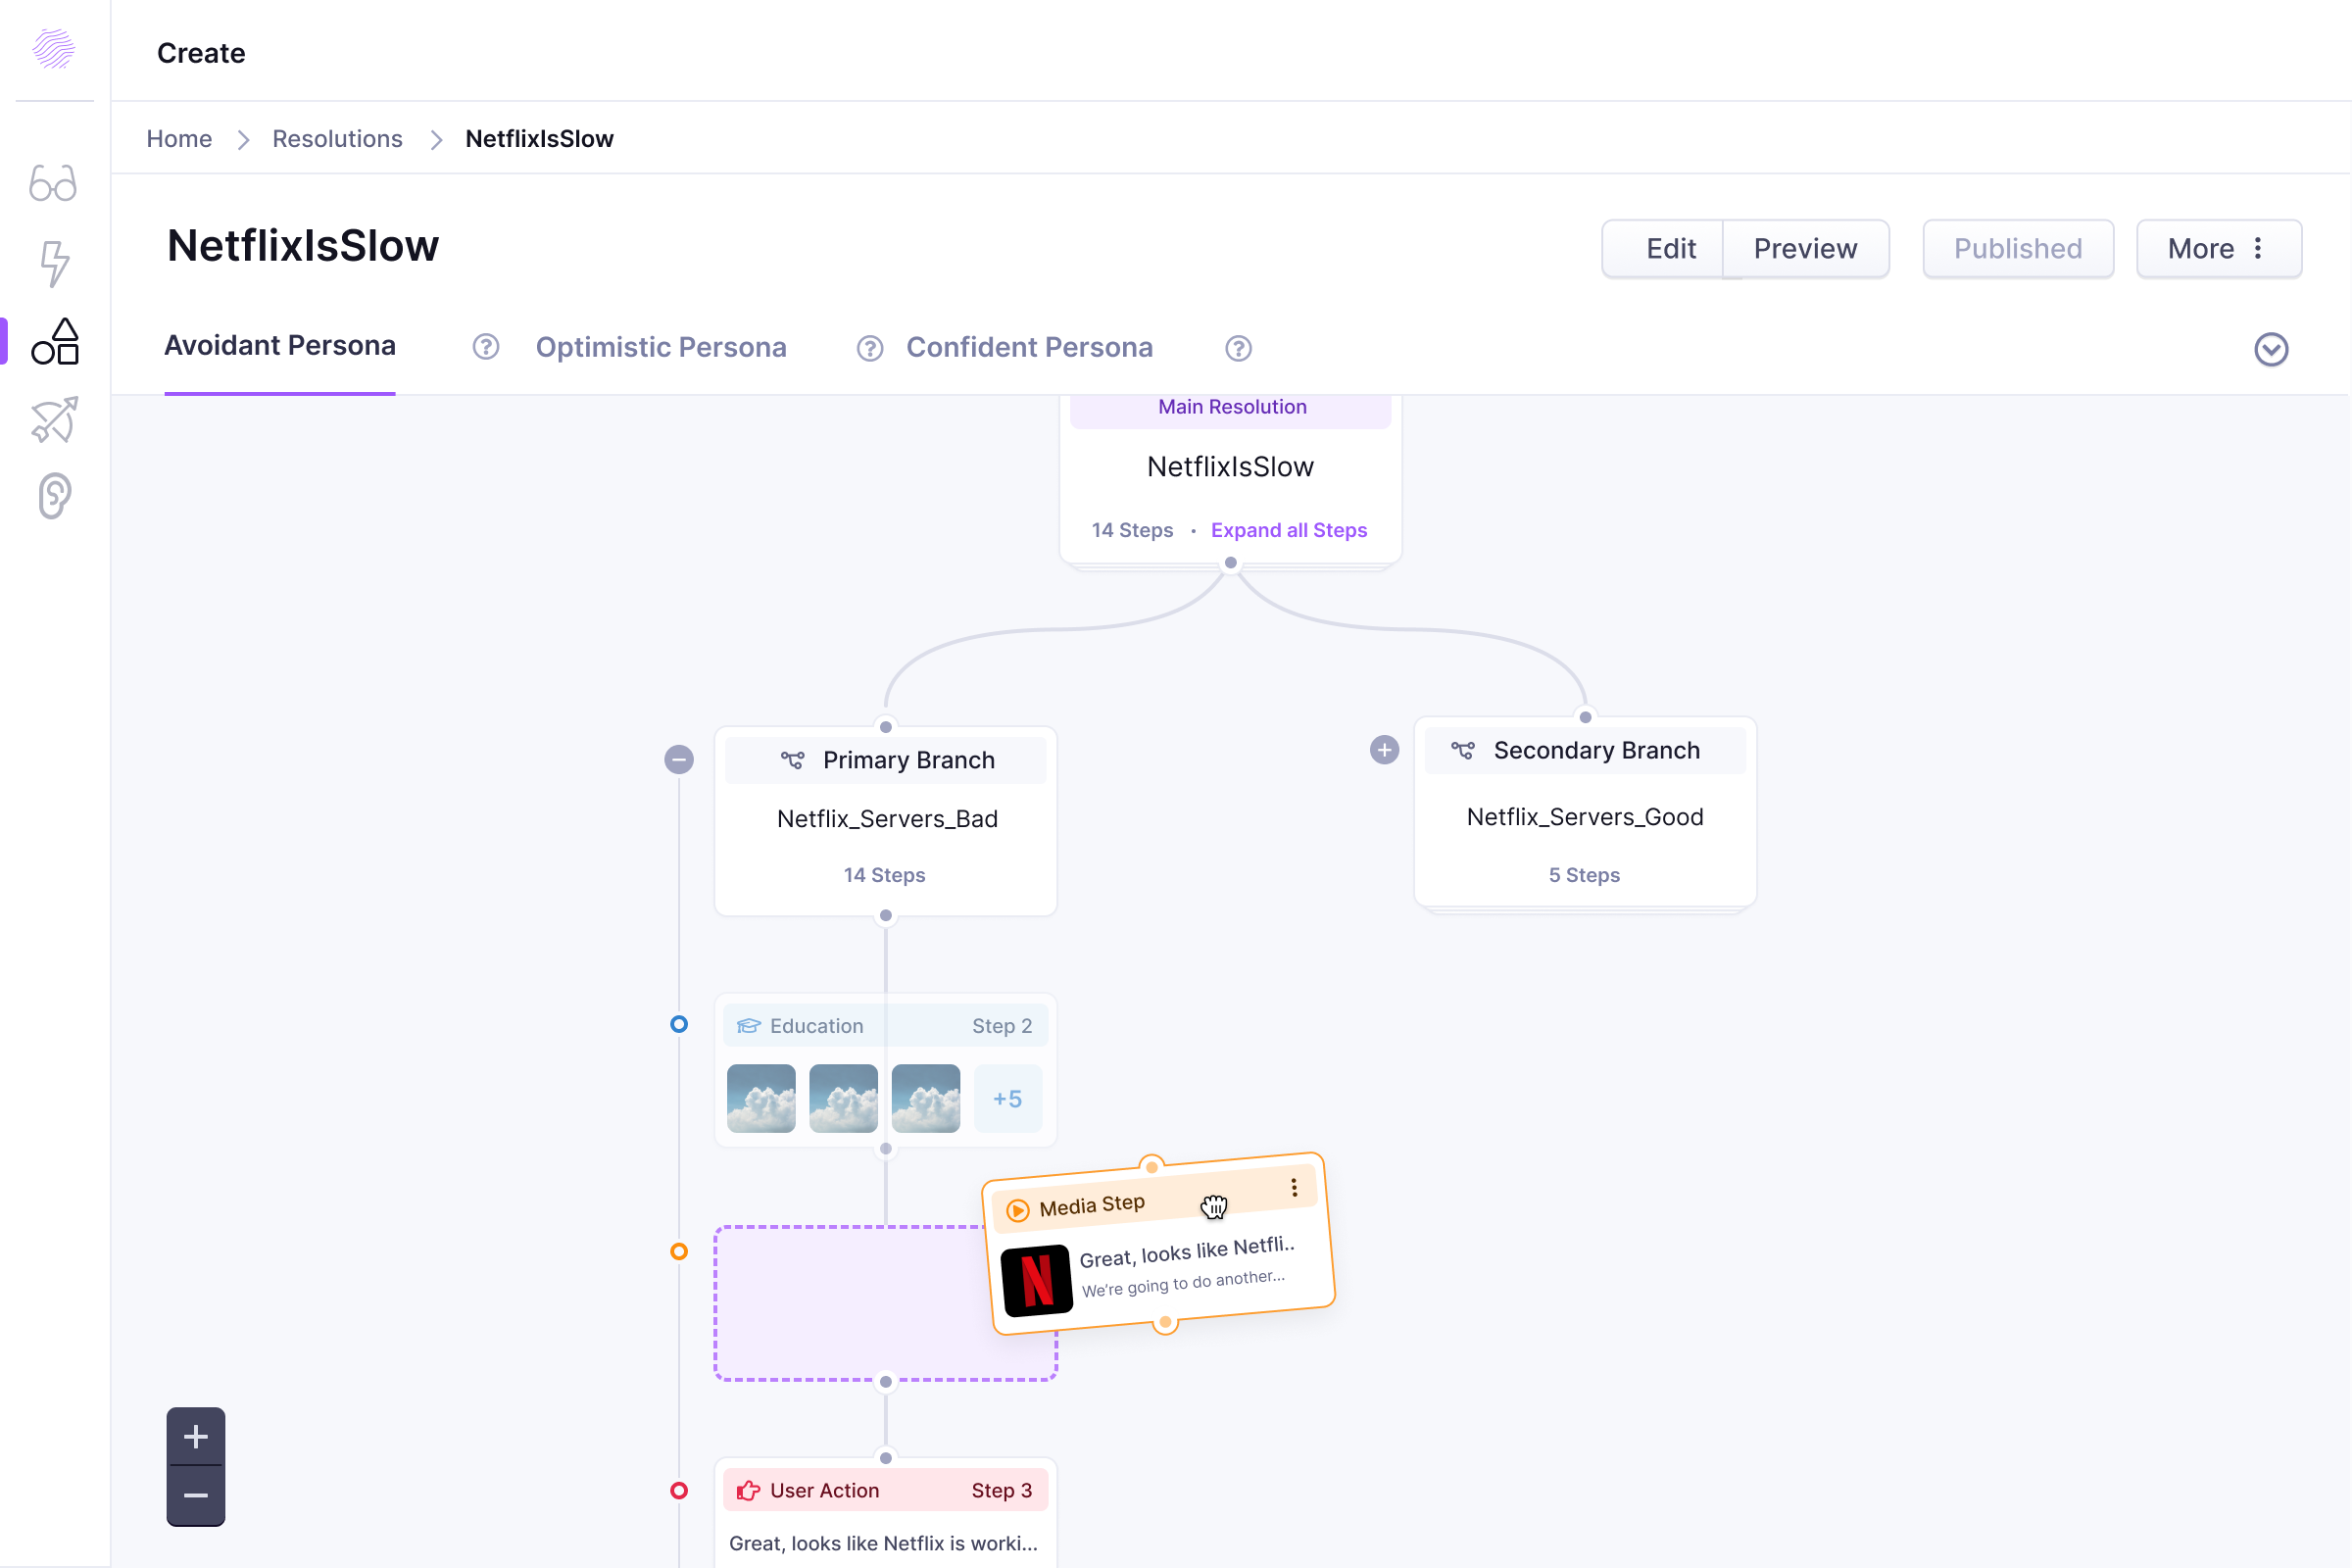 Create
Home
Resolutions
NetflixIsSlow
NetflixIsSlow
Edit
Preview
Published
More
Avoidant Persona
Optimistic Persona
Confident Persona
Main Resolution
NetflixIsSlow
14 Steps • Expand all Steps
Primary Branch
Netflix_Servers_Bad
14 Steps
Secondary Branch
Netflix_Servers_Good
5 Steps
Education
Step 2
+5
Media Step
N
Great, looks like Netfli..
We’re going to do another...
User Action
Step 3
Great, looks like Netflix is worki...